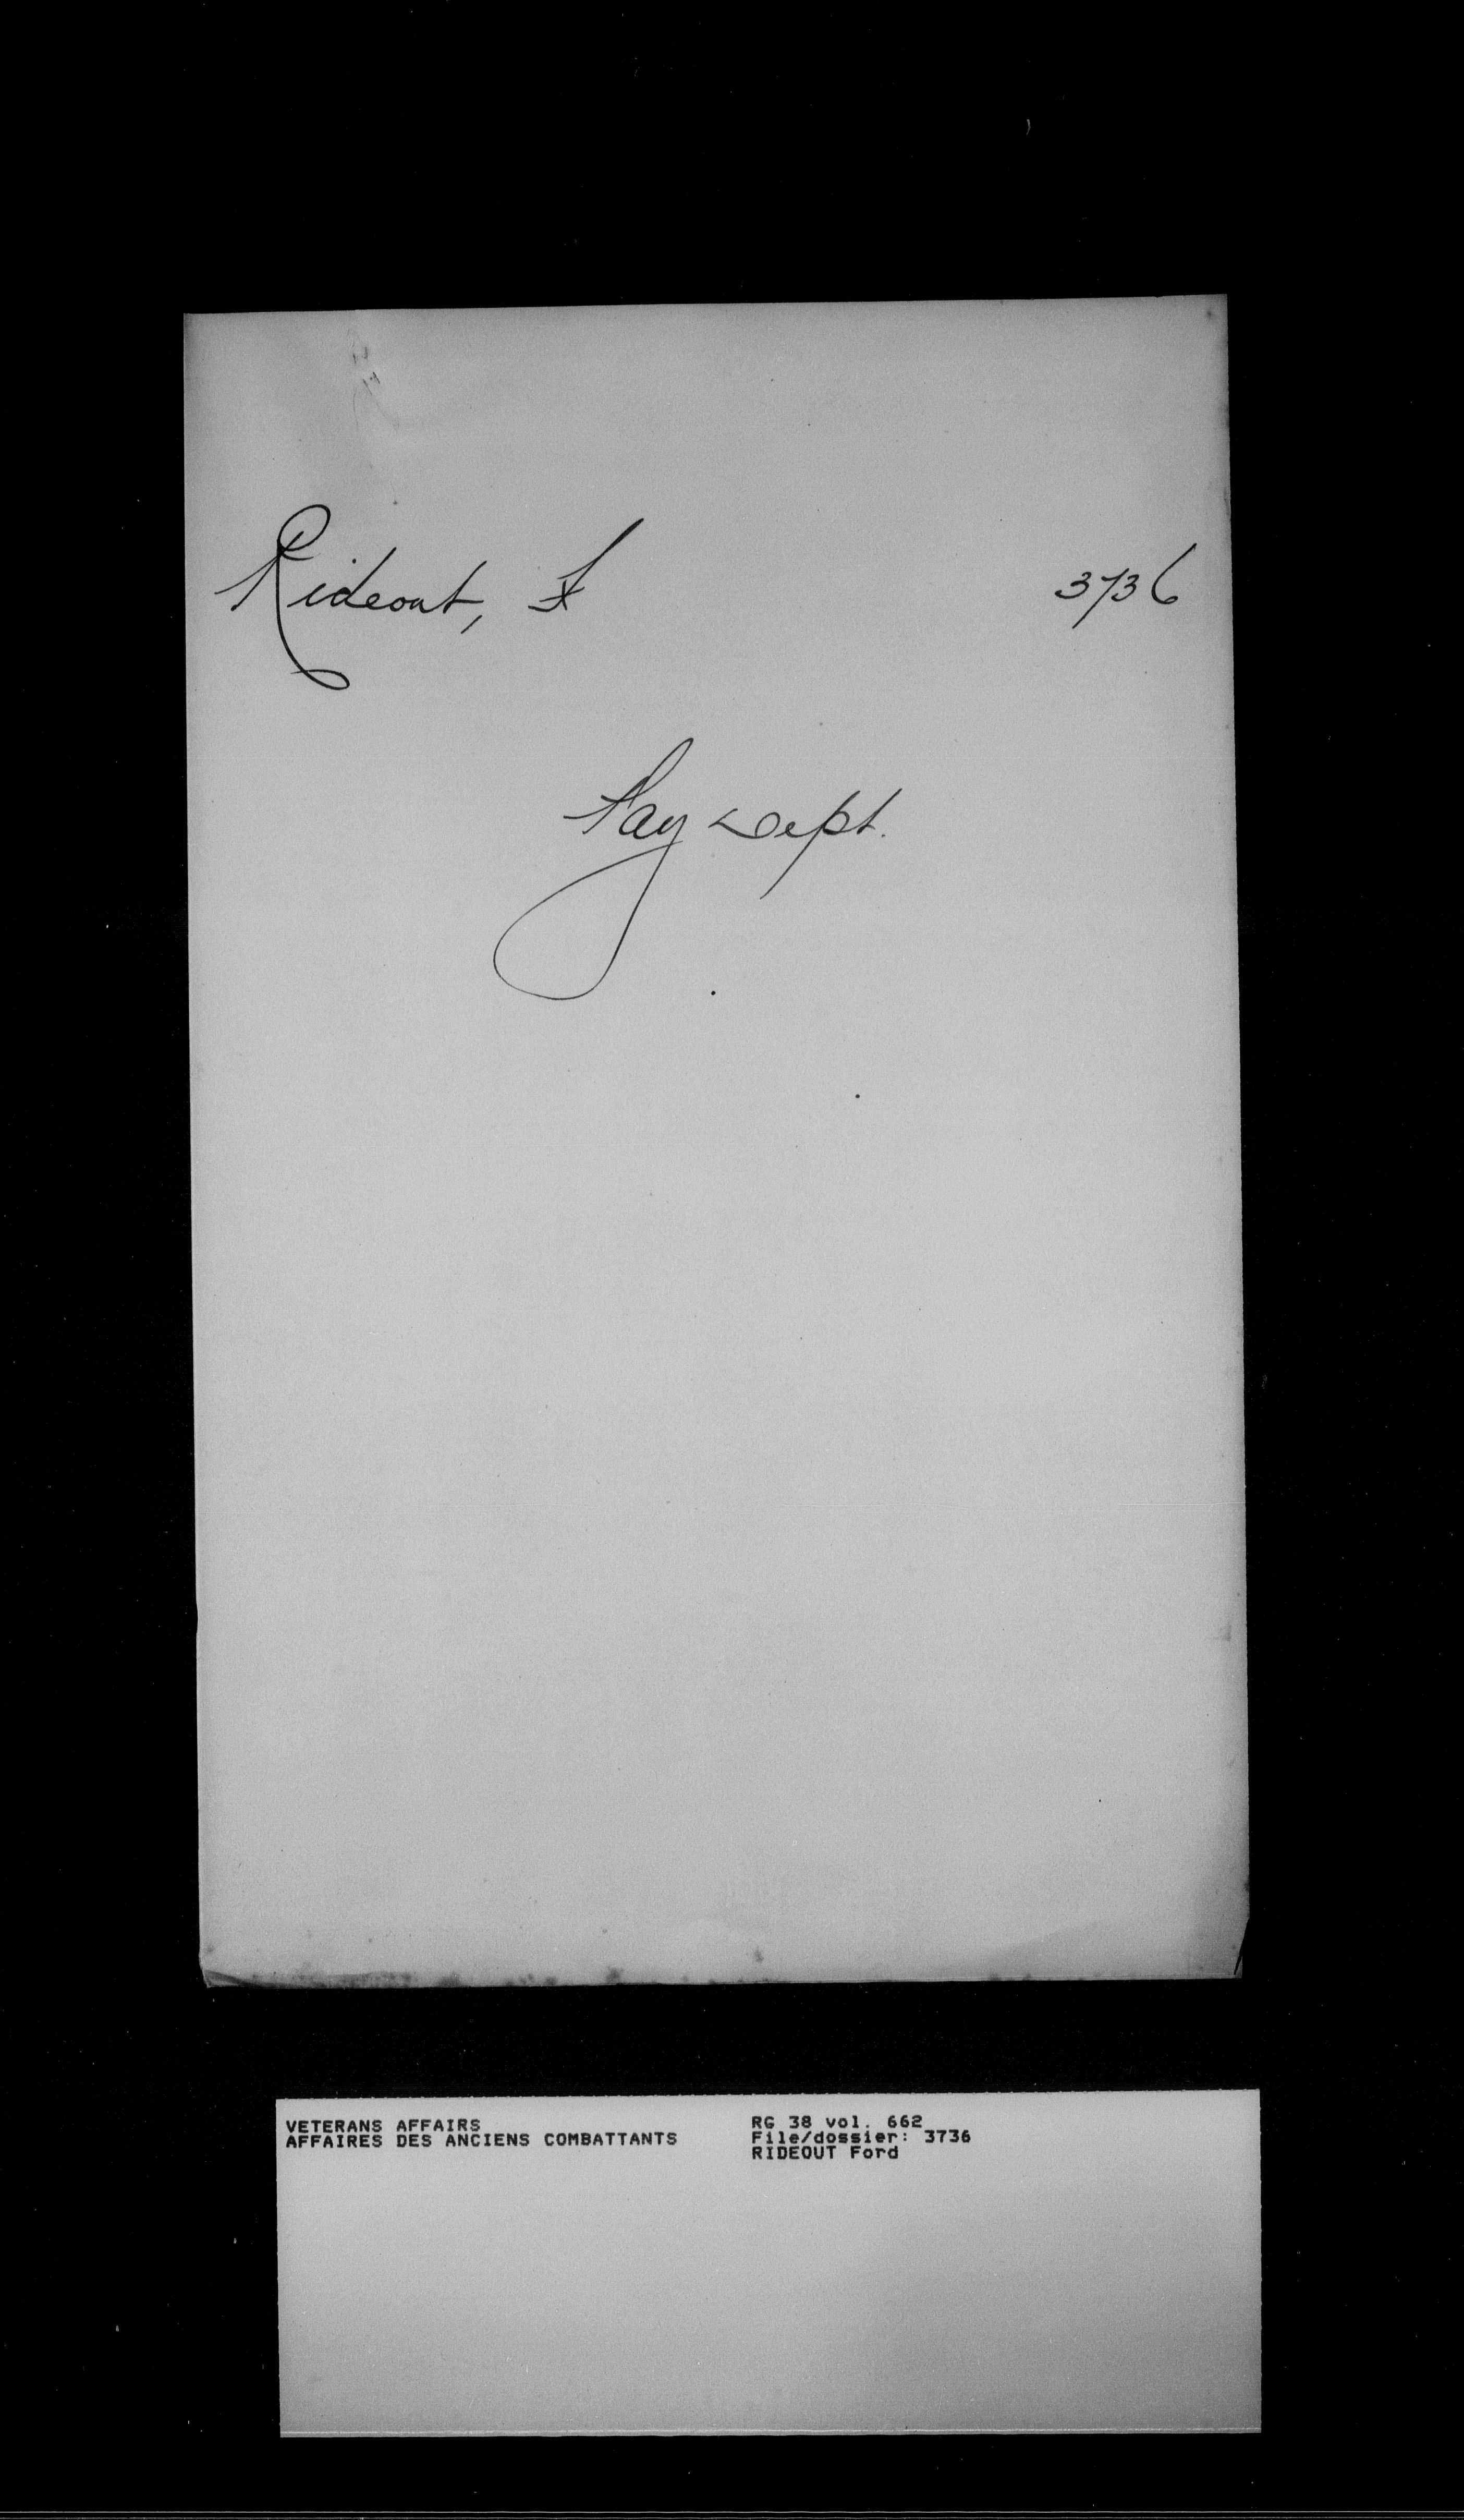 Rideout, F 3736
Pay Dept.
VETERANS AFFAIRS
AFFAIRES DES ANCIENS COMBATTANTS
RG 38 vol. 662
File/dossier: 3736
RIDEOUT Ford